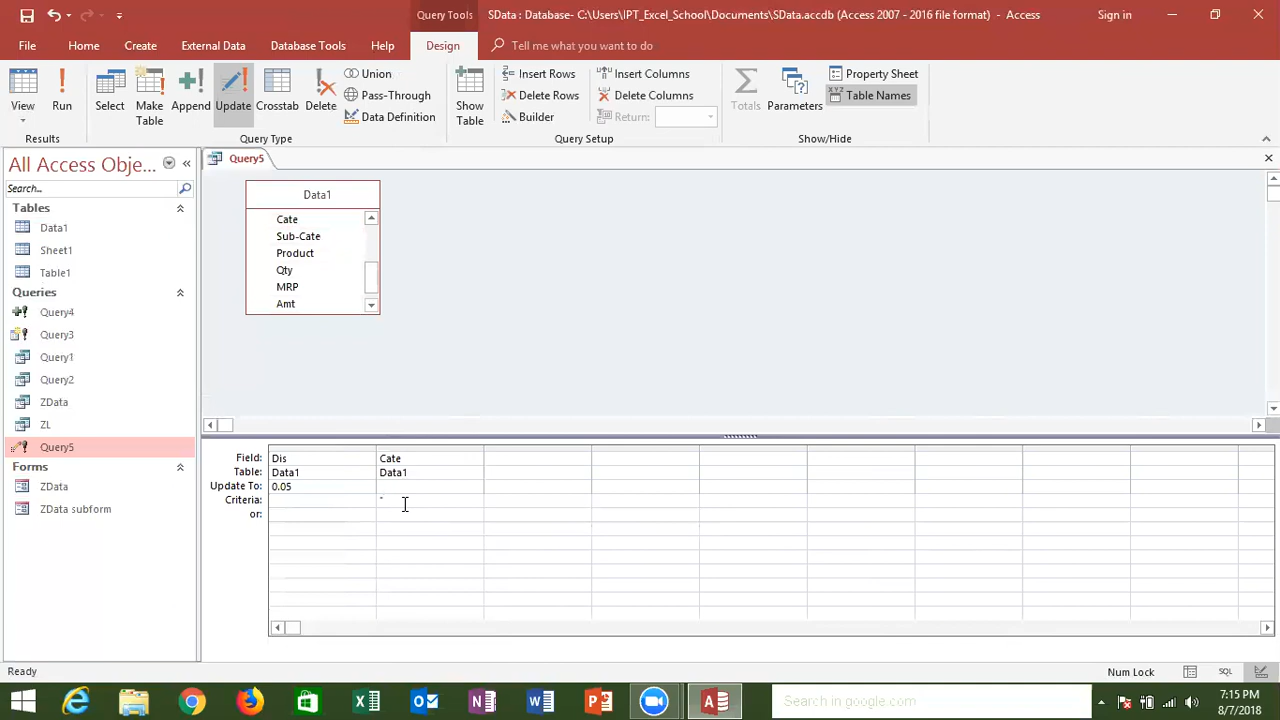 Query Tools
SData : Database- C:\Users\IPT_Excel_School\Documents\SData.accdb (Access 2007 - 2016 file format) - Access
Sign in
File Home Create External Data Database Tools Help Design Tell me what you want to do
View Run Select Make Table Append Update Crosstab Delete
Union
Pass-Through
Data Definition
Show Table
Insert Rows
Delete Rows
Builder
Insert Columns
Delete Columns
Return:
Totals Parameters
Property Sheet
Table Names
Results Query Type Query Setup Show/Hide
All Access Obje...
Search...
Tables
Data1
Sheet1
Table1
Queries
Query4
Query3
Query1
Query2
ZData
ZL
Query5
Forms
ZData
ZData subform
Query5
Data1
Cate
Sub-Cate
Product
Qty
MRP
Amt
Field: Dis Cate
Table: Data1 Data1
Update To: 0.05
Criteria: "
or:
Ready
Num Lock
SQL
Search on google.com
7:15 PM
8/7/2018